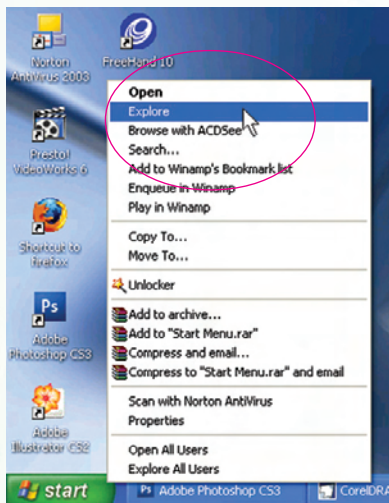 Norton
AntiVirus 2003
FreeHand 10
Presto!
VideoWorks 6
Shortcut to
firefox
Ps
Adobe
Photoshop CS3
Adobe
Illustrator CS2
Open
Explore
Browse with ACDSee
Search...
Add to Winamp's Bookmark list
Enqueue in Winamp
Play in Winamp
Copy To...
Move To...
Unlocker
Add to archive...
Add to "Start Menu.rar"
Compress and email...
Compress to "Start Menu.rar" and email
Scan with Norton AntiVirus
Properties
Open All Users
Explore All Users
start
Ps Adobe Photoshop CS3
CorelDRA